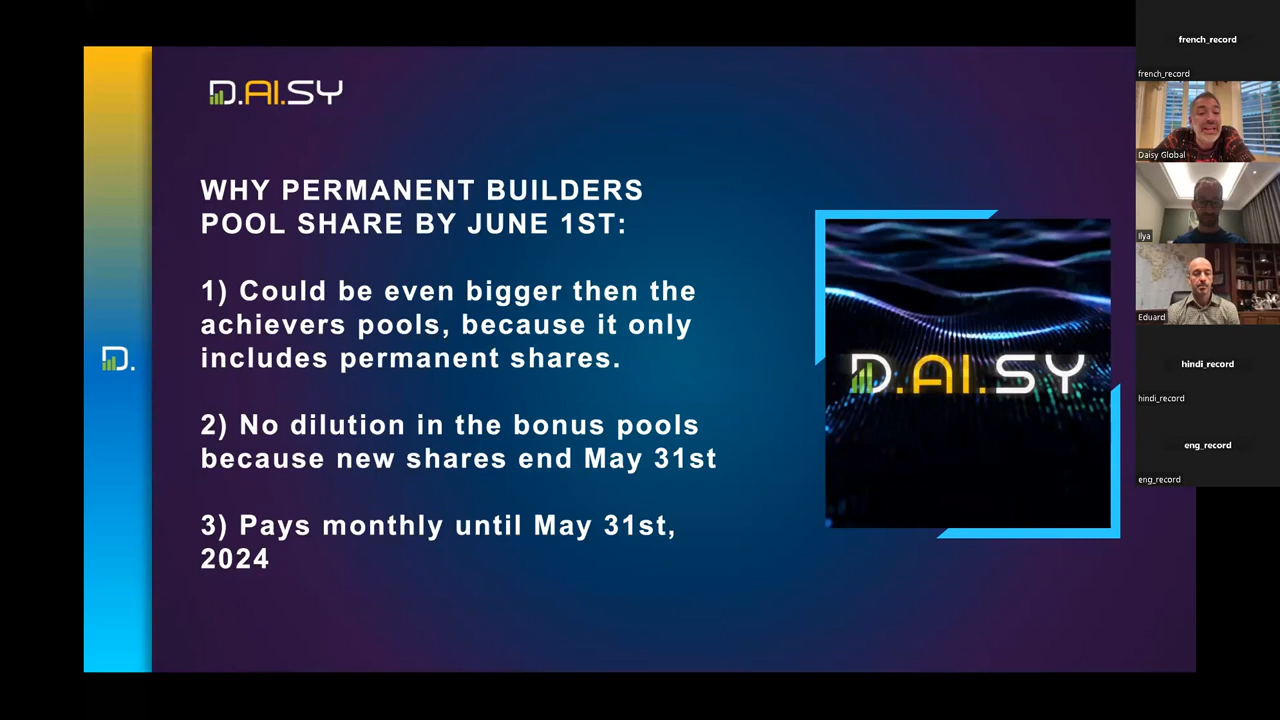 D.AI.SY
WHY PERMANENT BUILDERS
POOL SHARE BY JUNE 1ST:
1) Could be even bigger then the
achievers pools, because it only
includes permanent shares.
2) No dilution in the bonus pools
because new shares end May 31st
3) Pays monthly until May 31st,
2024
D.
D.AI.SY
french_record
french_record
Daisy Global
Ilya
Eduard
hindi_record
hindi_record
eng_record
eng_record